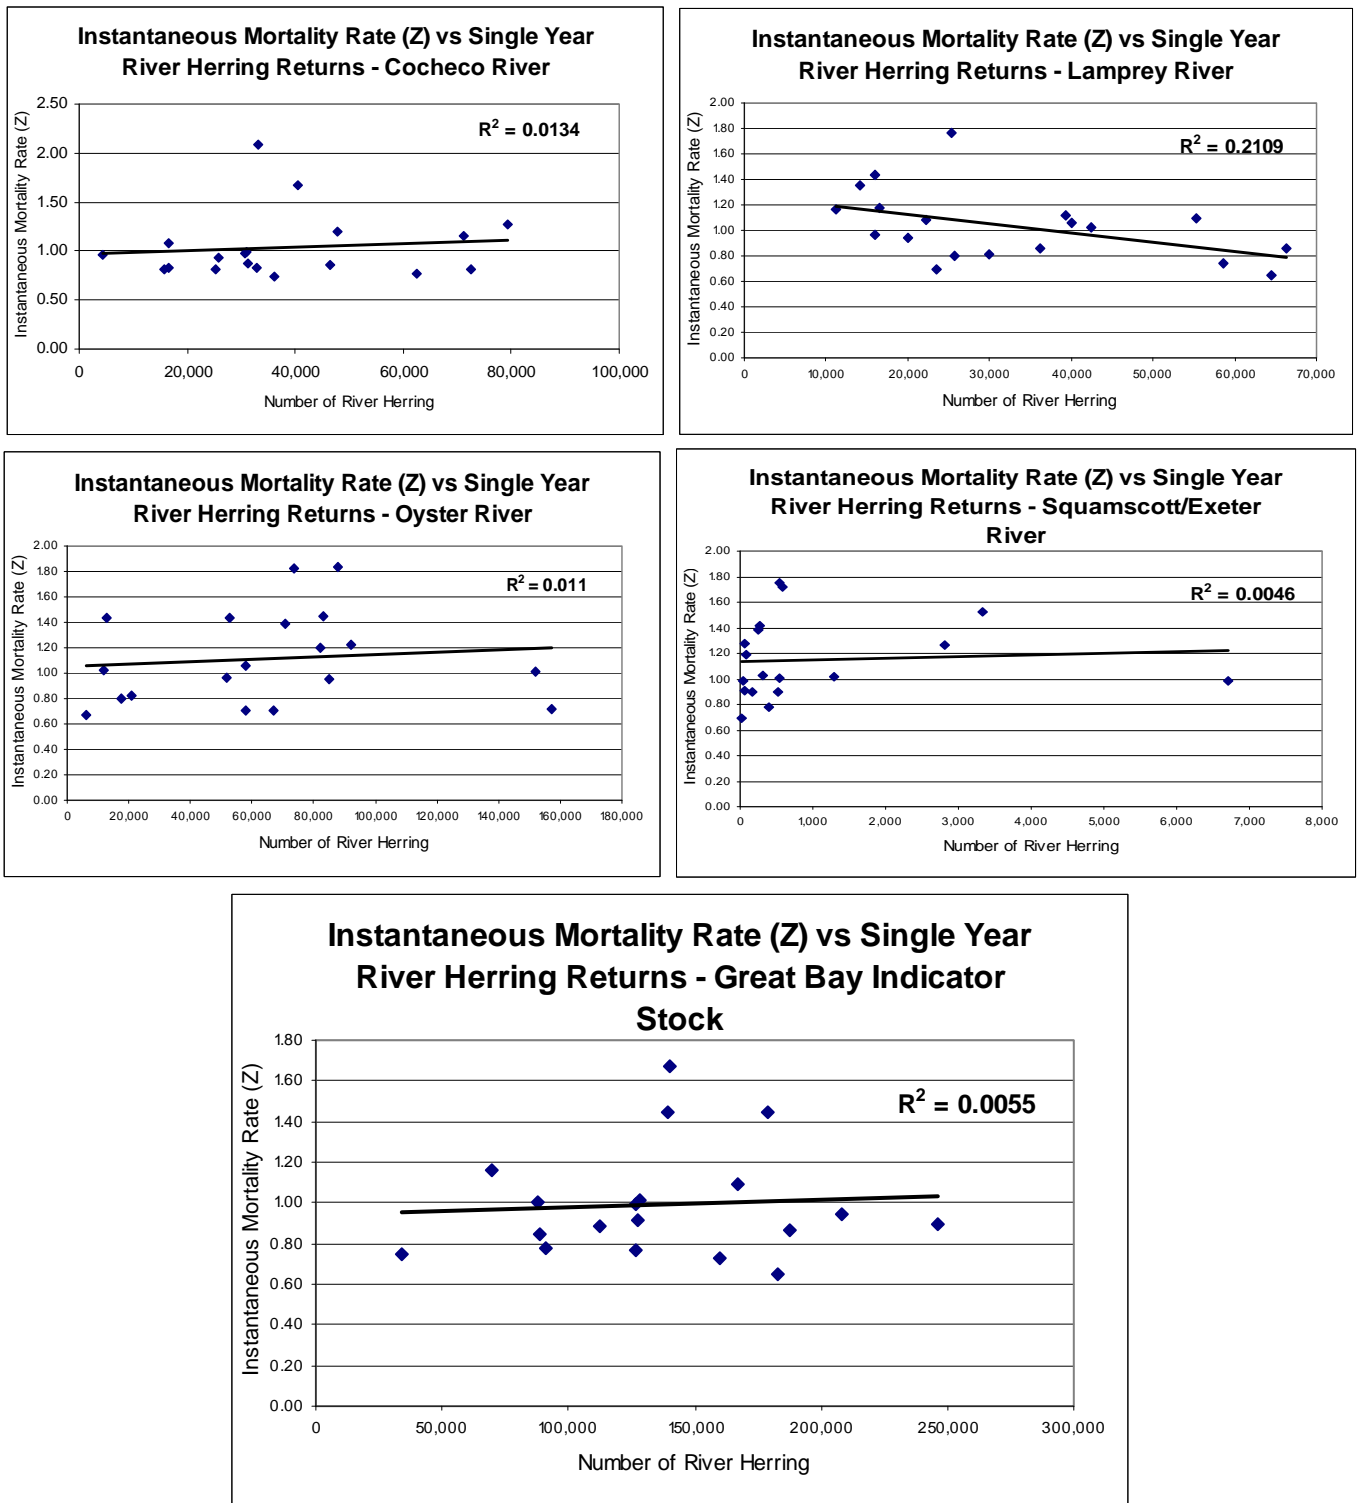 Instantaneous Mortality Rate (Z) vs Single Year
River Herring Returns - Cocheco River
Instantaneous Mortality Rate (Z)
2.50
2.00
1.50
1.00
0.50
0.00
R² = 0.0134
0 20,000 40,000 60,000 80,000 100,000
Number of River Herring
Instantaneous Mortality Rate (Z) vs Single Year
River Herring Returns - Lamprey River
Instantaneous Mortality Rate (Z)
2.00
1.80
1.60
1.40
1.20
1.00
0.80
0.60
0.40
0.20
0.00
R² = 0.2109
0 10,000 20,000 30,000 40,000 50,000 60,000 70,000
Number of River Herring
Instantaneous Mortality Rate (Z) vs Single Year
River Herring Returns - Oyster River
Instantaneous Mortality Rate (Z)
2.00
1.80
1.60
1.40
1.20
1.00
0.80
0.60
0.40
0.20
0.00
R² = 0.011
0 20,000 40,000 60,000 80,000 100,000 120,000 140,000 160,000 180,000
Number of River Herring
Instantaneous Mortality Rate (Z) vs Single Year
River Herring Returns - Squamscott/Exeter
River
Instantaneous Mortality Rate (Z)
2.00
1.80
1.60
1.40
1.20
1.00
0.80
0.60
0.40
0.20
0.00
R² = 0.0046
0 1,000 2,000 3,000 4,000 5,000 6,000 7,000 8,000
Number of River Herring
Instantaneous Mortality Rate (Z) vs Single Year
River Herring Returns - Great Bay Indicator
Stock
Instantaneous Mortality Rate (Z)
1.80
1.60
1.40
1.20
1.00
0.80
0.60
0.40
0.20
0.00
R² = 0.0055
0 50,000 100,000 150,000 200,000 250,000 300,000
Number of River Herring